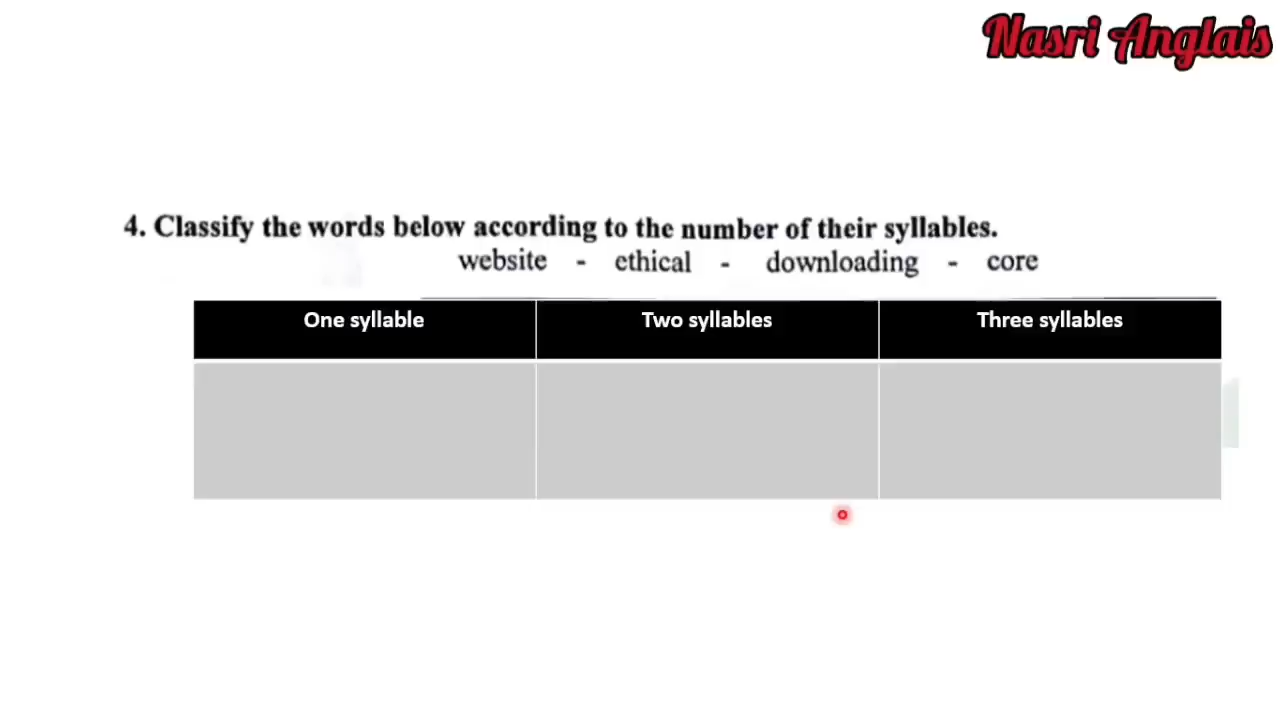 Nasri Anglais
4. Classify the words below according to the number of their syllables.
website - ethical - downloading - core
One syllable Two syllables Three syllables